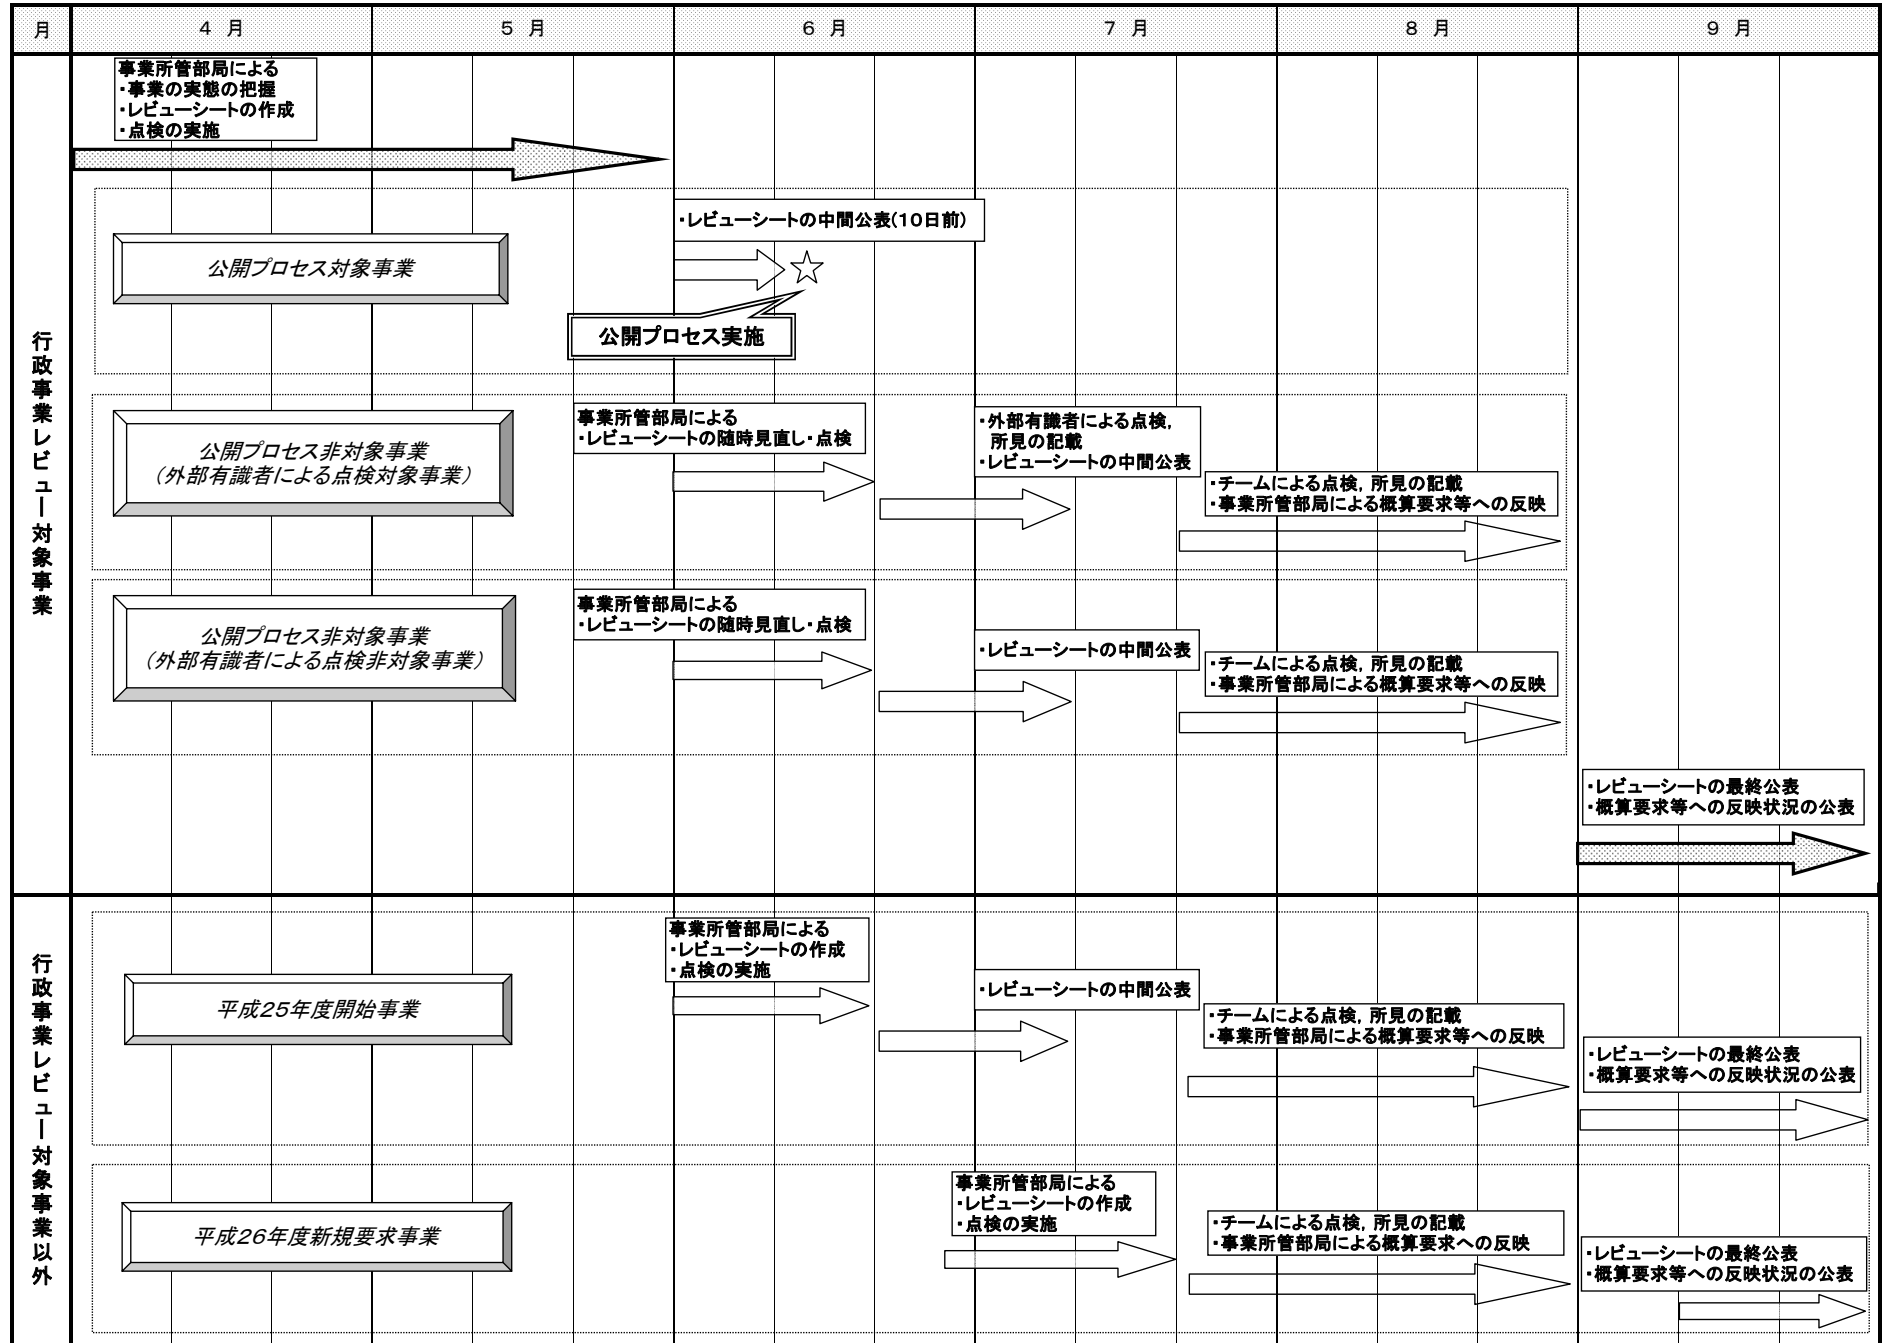 月
４ 月
５ 月
６ 月
７ 月
８ 月
９ 月
行政事業レビュー対象事業
事業所管部局による
・事業の実態の把握
・レビューシートの作成
・点検の実施
・レビューシートの中間公表(１０日前)
公開プロセス対象事業
公開プロセス実施
公開プロセス非対象事業
（外部有識者による点検対象事業）
事業所管部局による
・レビューシートの随時見直し・点検
・外部有識者による点検，
所見の記載
・レビューシートの中間公表
・チームによる点検，所見の記載
・事業所管部局による概算要求等への反映
公開プロセス非対象事業
（外部有識者による点検非対象事業）
事業所管部局による
・レビューシートの随時見直し・点検
・レビューシートの中間公表
・チームによる点検，所見の記載
・事業所管部局による概算要求等への反映
・レビューシートの最終公表
・概算要求等への反映状況の公表
行政事業レビュー対象事業以外
平成２５年度開始事業
事業所管部局による
・レビューシートの作成
・点検の実施
・レビューシートの中間公表
・チームによる点検，所見の記載
・事業所管部局による概算要求等への反映
・レビューシートの最終公表
・概算要求等への反映状況の公表
平成２６年度新規要求事業
事業所管部局による
・レビューシートの作成
・点検の実施
・チームによる点検，所見の記載
・事業所管部局による概算要求への反映
・レビューシートの最終公表
・概算要求等への反映状況の公表